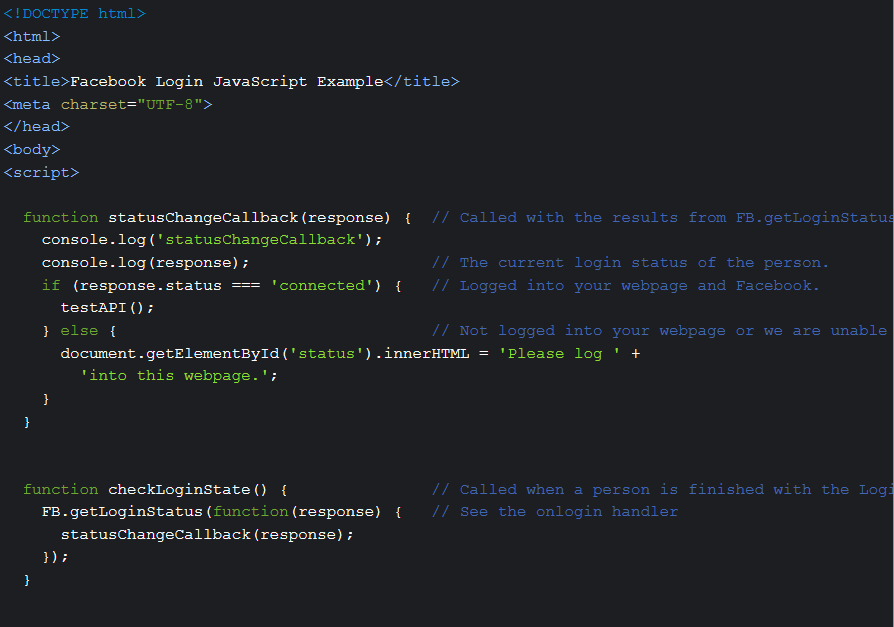 <!DOCTYPE html>
<html>
<head>
<title>Facebook Login JavaScript Example</title>
<meta charset="UTF-8">
</head>
<body>
<script>
function statusChangeCallback(response) {  // Called with the results from FB.getLoginStatus
console.log('statusChangeCallback');
console.log(response);                   // The current login status of the person.
if (response.status === 'connected') {   // Logged into your webpage and Facebook.
testAPI();
} else {                                 // Not logged into your webpage or we are unable
document.getElementById('status').innerHTML = 'Please log ' +
'into this webpage.';
}
}
function checkLoginState() {               // Called when a person is finished with the Logi
FB.getLoginStatus(function(response) {   // See the onlogin handler
statusChangeCallback(response);
});
}